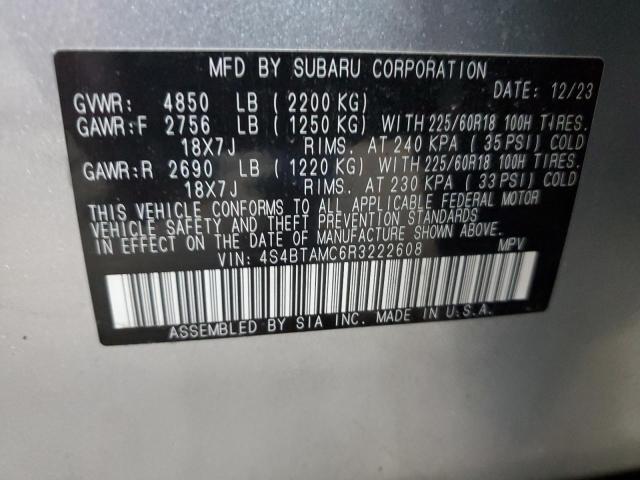 MFD BY SUBARU CORPORATION
DATE: 12/23
GVWR: 4850 LB (2200 KG)
GAWR:F 2756 LB (1250 KG) WITH 225/60R18 100H TIRES.
18X7J RIMS. AT 240 KPA (35 PSI) COLD
GAWR:R 2690 LB (1220 KG) WITH 225/60R18 100H TIRES.
18X7J RIMS. AT 230 KPA (33 PSI) COLD
THIS VEHICLE CONFORMS TO ALL APPLICABLE FEDERAL MOTOR
VEHICLE SAFETY AND THEFT PREVENTION STANDARDS
IN EFFECT ON THE DATE OF MANUFACTURE SHOWN ABOVE.
VIN: 4S4BTAMC6R3222608 MPV
ASSEMBLED BY SIA INC. MADE IN U.S.A.